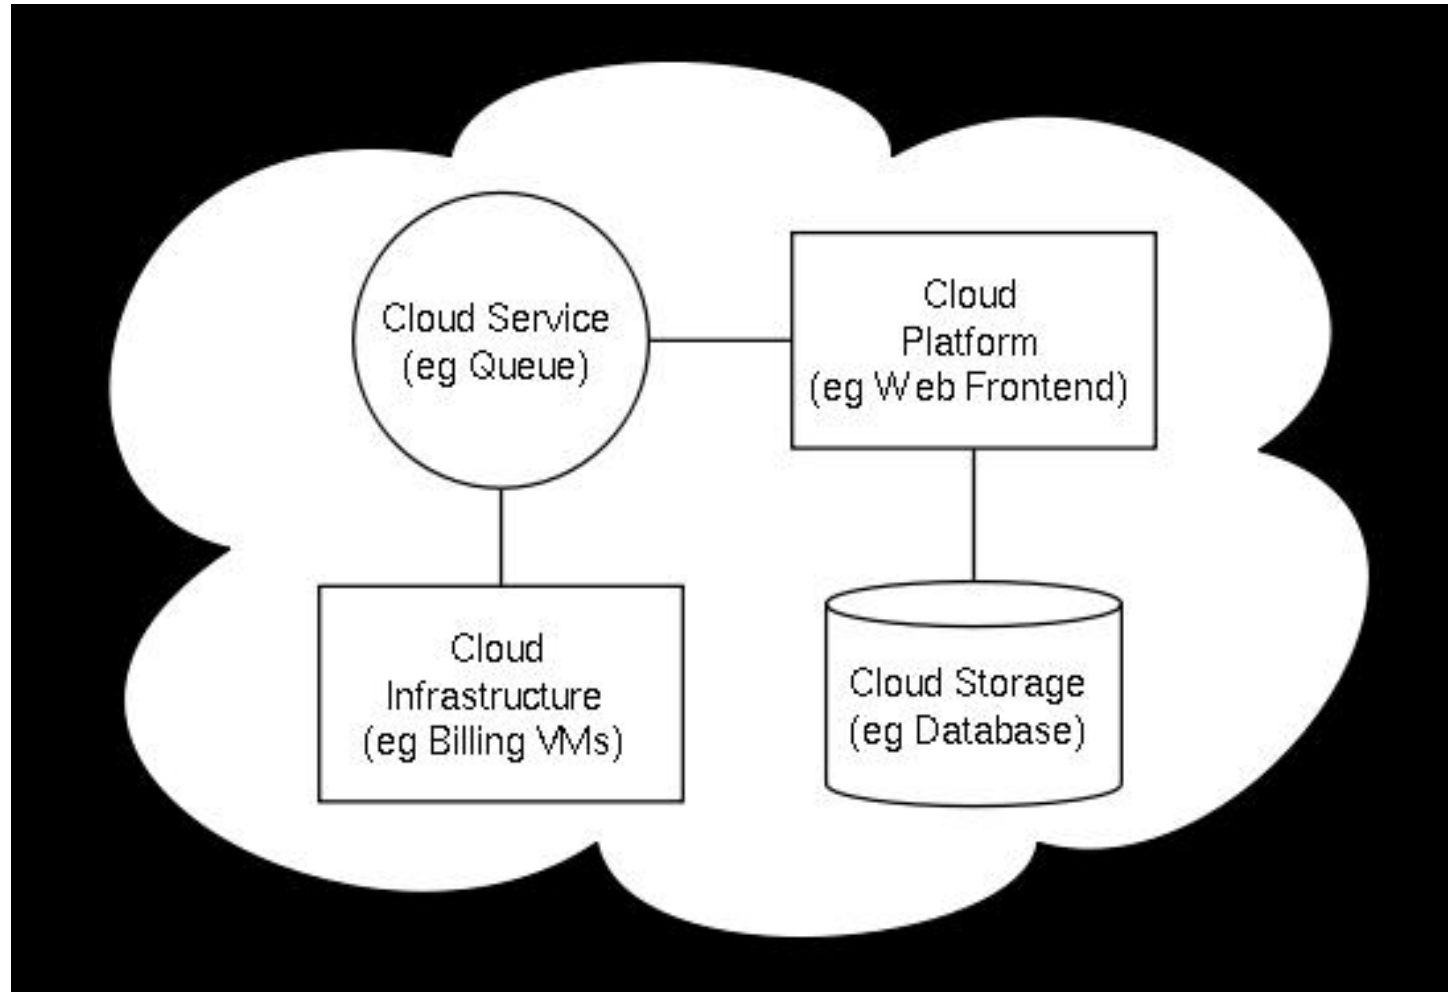 Cloud Service
(eg Queue)
Cloud
Platform
(eg Web Frontend)
Cloud
Infrastructure
(eg Billing VMs)
Cloud Storage
(eg Database)